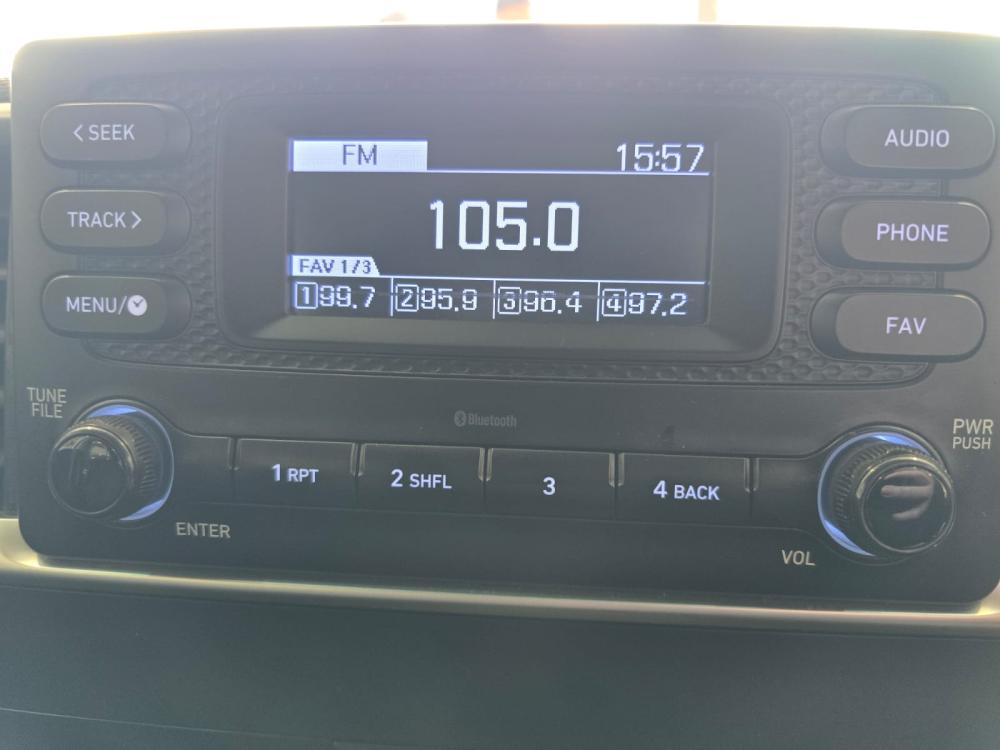 < SEEK
TRACK >
MENU/
FM 15:57
105.0
FAV 1/3
1 99.7 2 95.9 3 96.4 4 97.2
AUDIO
PHONE
FAV
TUNE
FILE
ENTER
Bluetooth
1 RPT 2 SHFL 3 4 BACK
PWR
PUSH
VOL